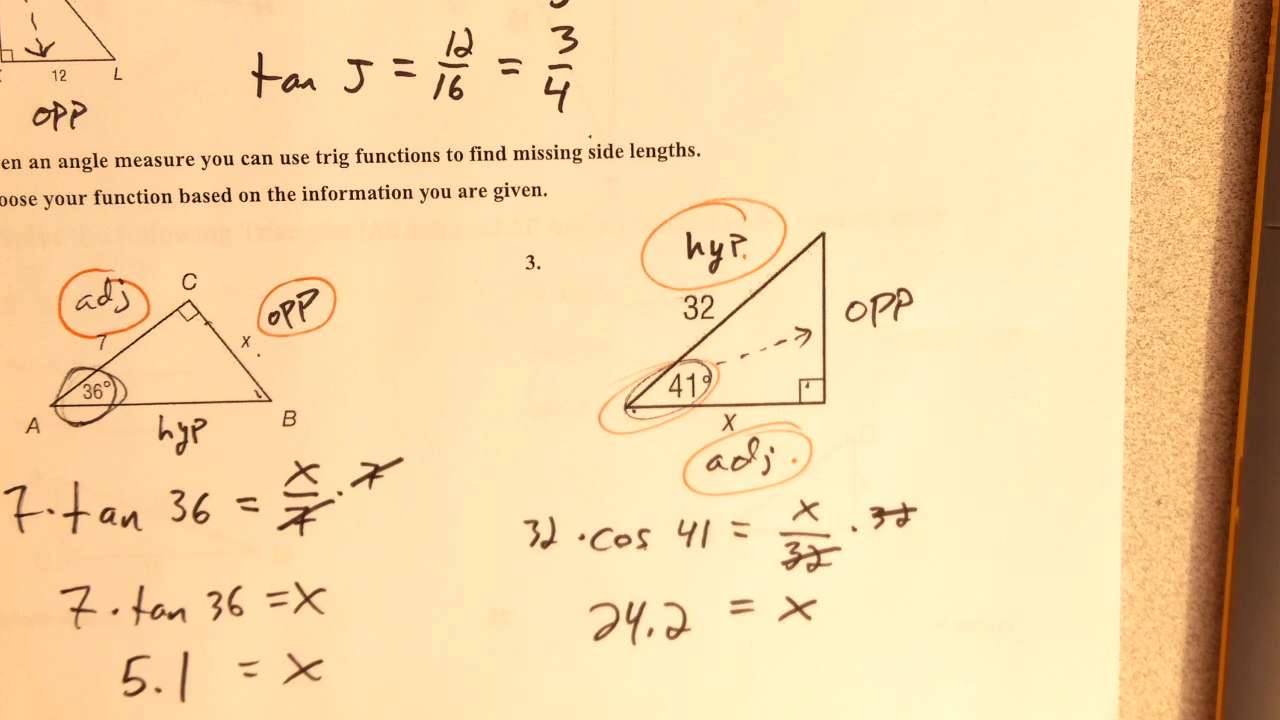 12 L
opp
tan J = 12/16 = 3/4
en an angle measure you can use trig functions to find missing side lengths.
oose your function based on the information you are given.
adj
C
opp
7
x
36°
A
hyp
B
7 · tan 36 = x/7 · 7
7 · tan 36 = x
5.1 = x
3.
hyp.
32
opp
41°
x
adj.
32 · cos 41 = x/32 · 32
24.2 = x